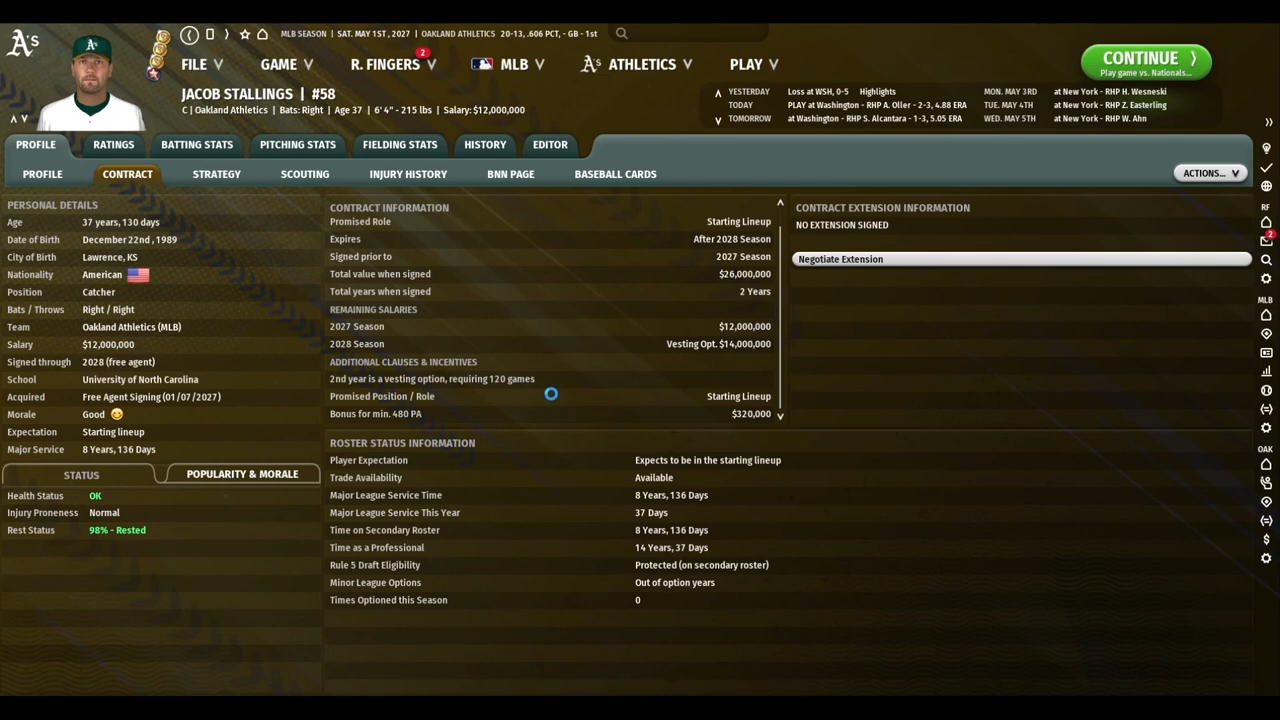 A's
MLB SEASON | SAT. MAY 1ST, 2027 | OAKLAND ATHLETICS 20-13, .606 PCT, - GB - 1st
FILE GAME R. FINGERS 2 MLB A's ATHLETICS PLAY
CONTINUE
Play game vs. Nationals...
JACOB STALLINGS | #58
C | Oakland Athletics | Bats: Right | Age 37 | 6' 4" - 215 lbs | Salary: $12,000,000
YESTERDAY Loss at WSH, 0-5 Highlights MON. MAY 3RD at New York - RHP H. Wesneski
TODAY PLAY at Washington - RHP A. Oller - 2-3, 4.88 ERA TUE. MAY 4TH at New York - RHP Z. Easterling
TOMORROW at Washington - RHP S. Alcantara - 1-3, 5.05 ERA WED. MAY 5TH at New York - RHP W. Ahn
PROFILE RATINGS BATTING STATS PITCHING STATS FIELDING STATS HISTORY EDITOR
PROFILE CONTRACT STRATEGY SCOUTING INJURY HISTORY BNN PAGE BASEBALL CARDS ACTIONS...
PERSONAL DETAILS
Age 37 years, 130 days
Date of Birth December 22nd , 1989
City of Birth Lawrence, KS
Nationality American
Position Catcher
Bats / Throws Right / Right
Team Oakland Athletics (MLB)
Salary $12,000,000
Signed through 2028 (free agent)
School University of North Carolina
Acquired Free Agent Signing (01/07/2027)
Morale Good
Expectation Starting lineup
Major Service 8 Years, 136 Days
STATUS POPULARITY & MORALE
Health Status OK
Injury Proneness Normal
Rest Status 98% - Rested
CONTRACT INFORMATION
Promised Role Starting Lineup
Expires After 2028 Season
Signed prior to 2027 Season
Total value when signed $26,000,000
Total years when signed 2 Years
REMAINING SALARIES
2027 Season $12,000,000
2028 Season Vesting Opt. $14,000,000
ADDITIONAL CLAUSES & INCENTIVES
2nd year is a vesting option, requiring 120 games
Promised Position / Role Starting Lineup
Bonus for min. 480 PA $320,000
ROSTER STATUS INFORMATION
Player Expectation Expects to be in the starting lineup
Trade Availability Available
Major League Service Time 8 Years, 136 Days
Major League Service This Year 37 Days
Time on Secondary Roster 8 Years, 136 Days
Time as a Professional 14 Years, 37 Days
Rule 5 Draft Eligibility Protected (on secondary roster)
Minor League Options Out of option years
Times Optioned this Season 0
CONTRACT EXTENSION INFORMATION
NO EXTENSION SIGNED
Negotiate Extension
RF
2
MLB
OAK
$